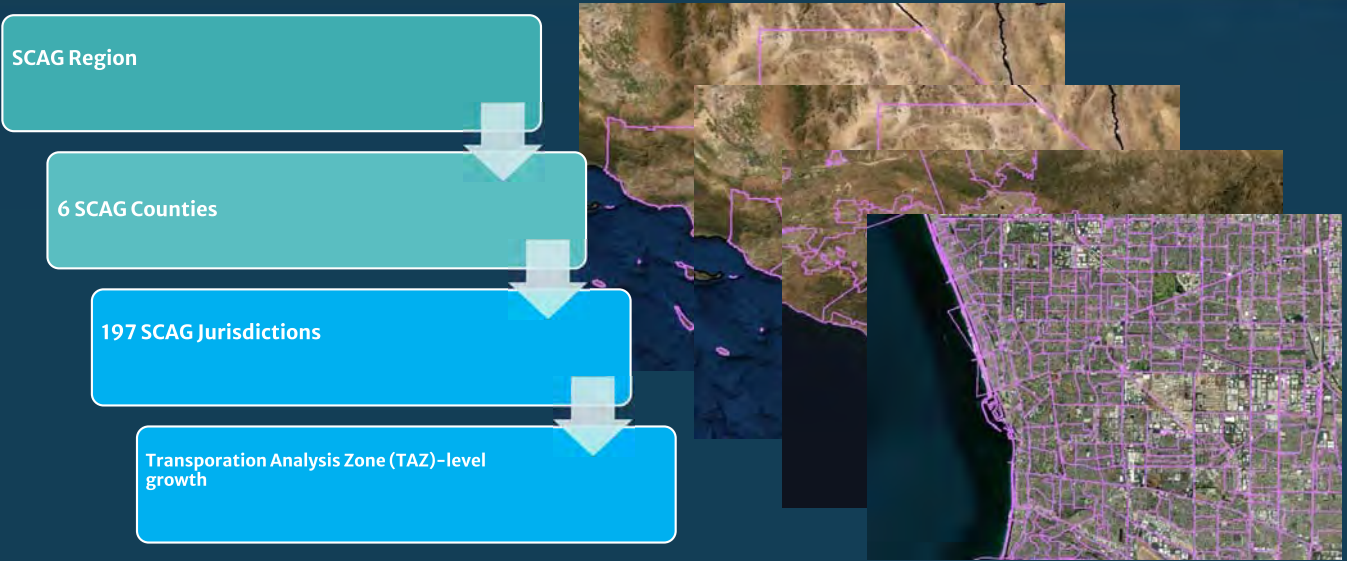 SCAG Region
6 SCAG Counties
197 SCAG Jurisdictions
Transporation Analysis Zone (TAZ)-level
growth